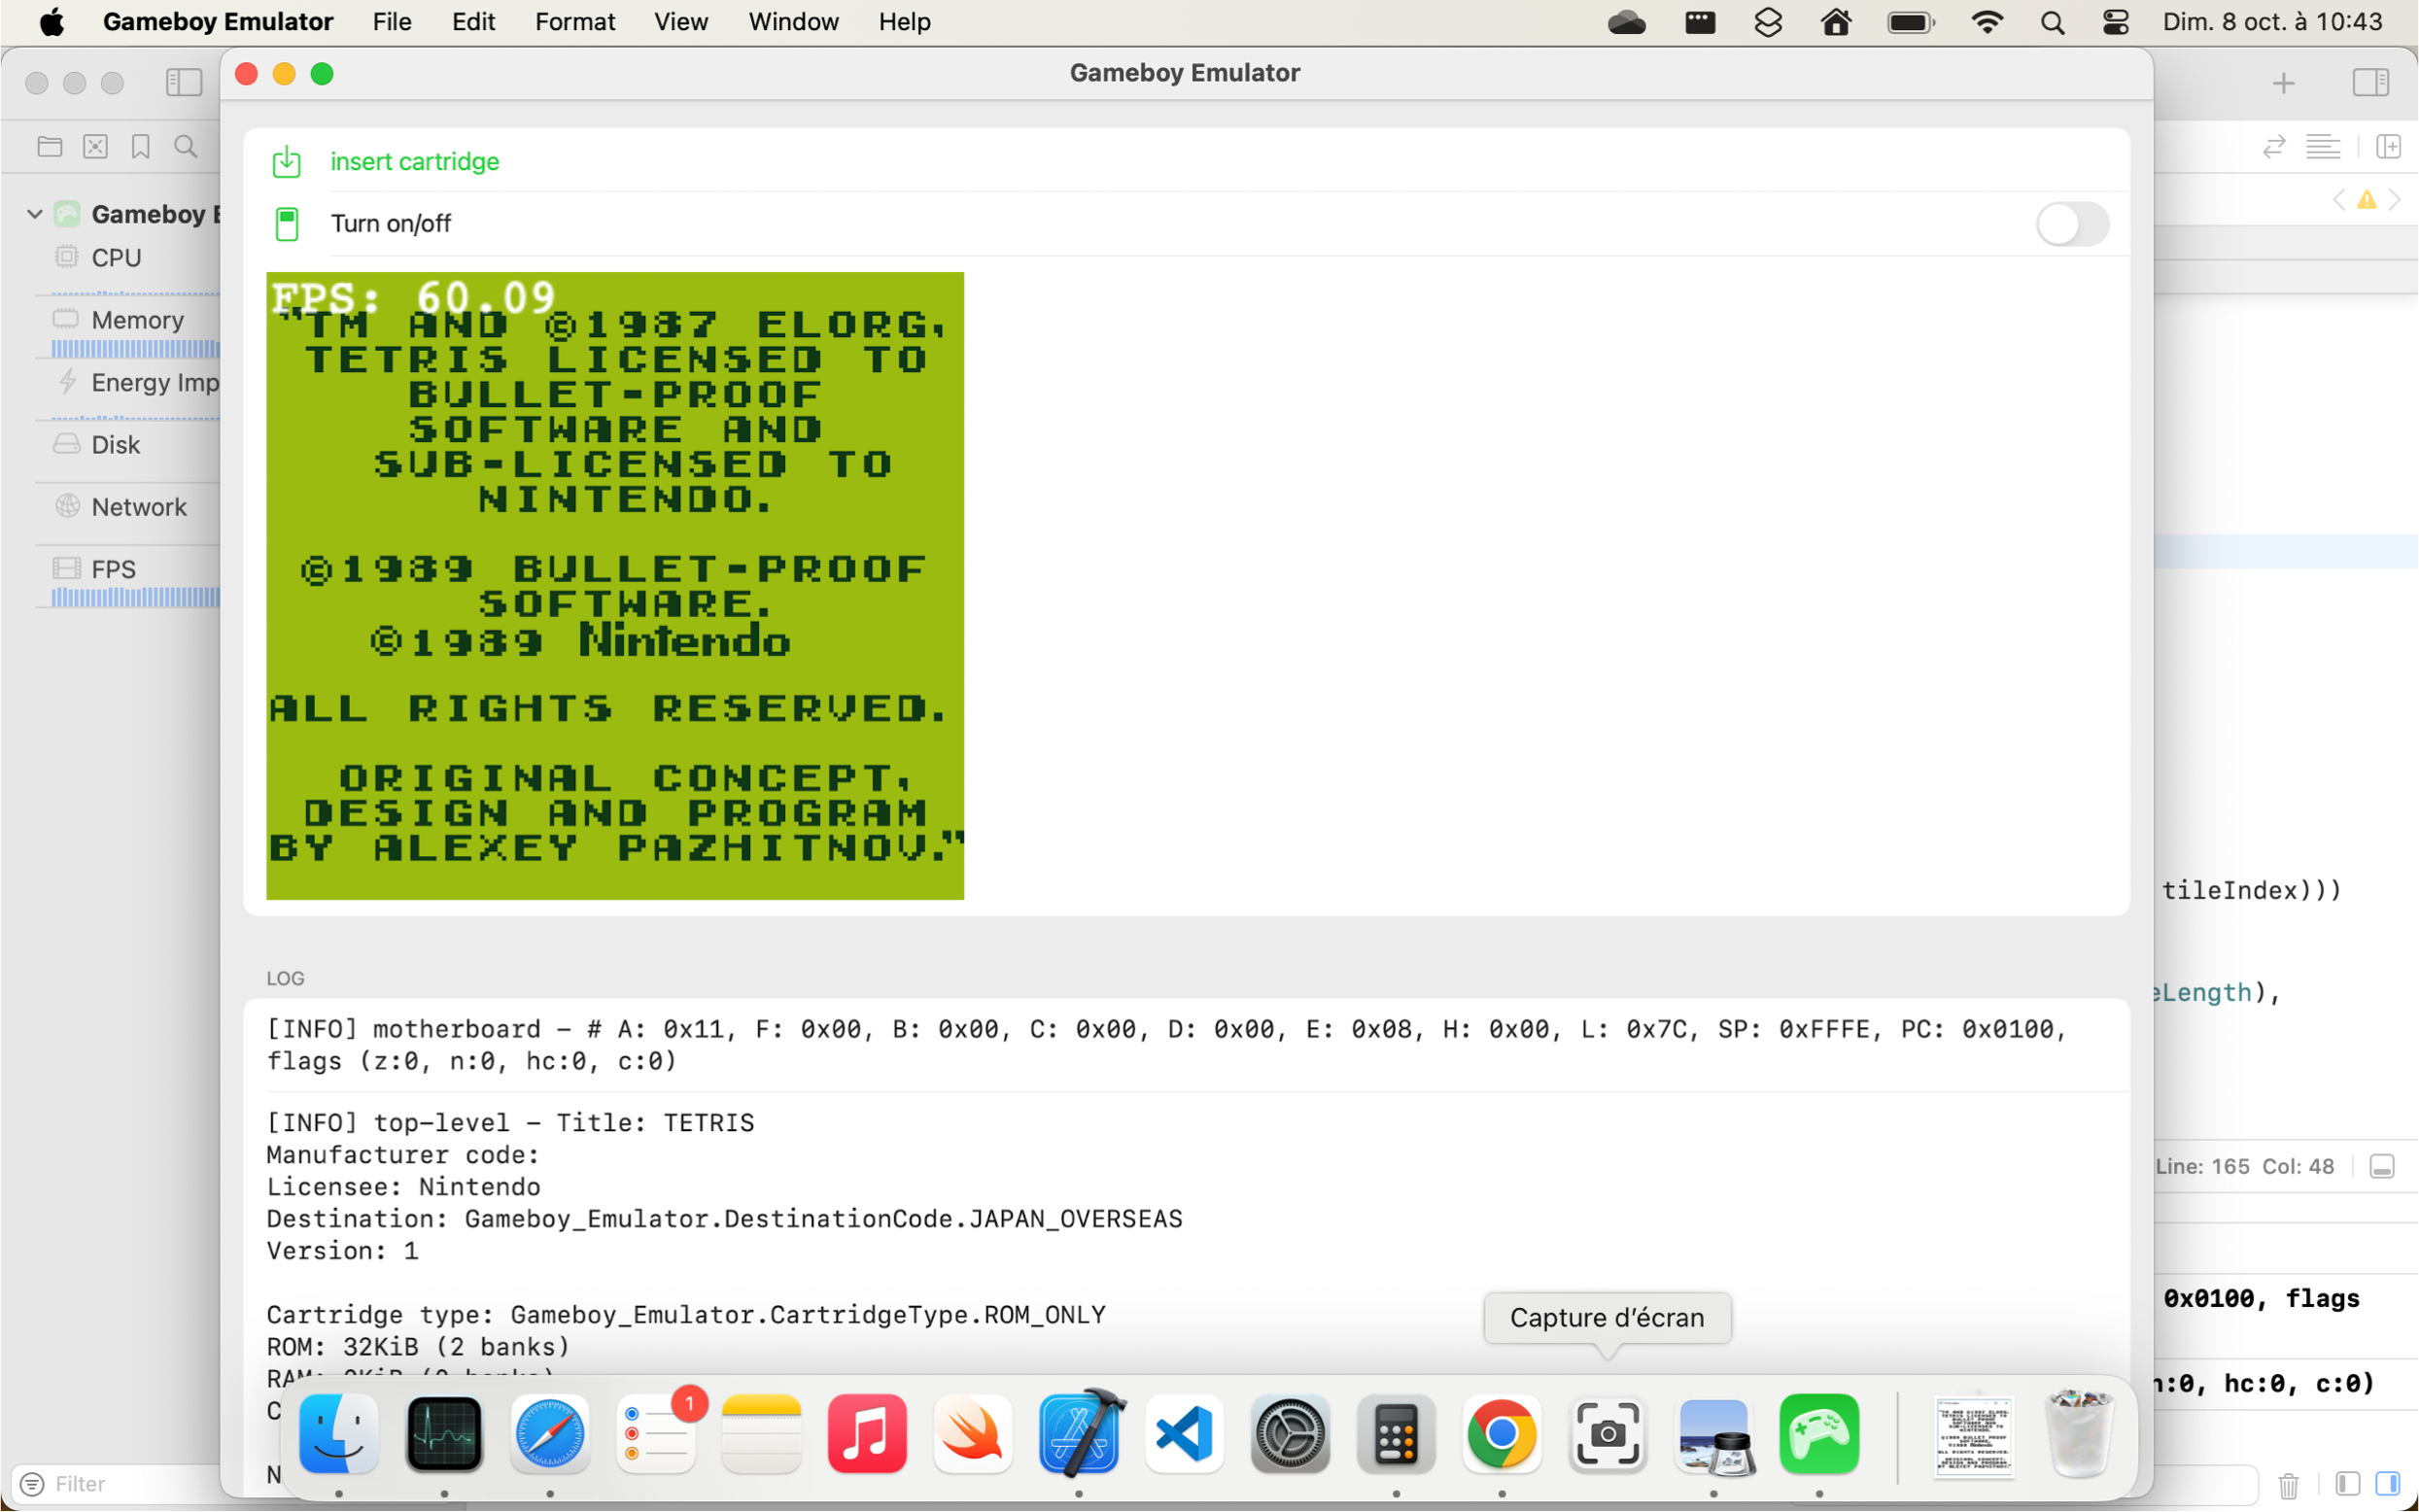 Gameboy Emulator File Edit Format View Window Help Dim. 8 oct. à 10:43
Gameboy Emulator
insert cartridge
Turn on/off
Gameboy E
CPU
Memory
Energy Imp
Disk
Network
FPS
FPS: 60.09
"TM AND ©1987 ELORG,
TETRIS LICENSED TO
BULLET-PROOF
SOFTWARE AND
SUB-LICENSED TO
NINTENDO.
©1989 BULLET-PROOF
SOFTWARE.
©1989 Nintendo
ALL RIGHTS RESERVED.
ORIGINAL CONCEPT,
DESIGN AND PROGRAM
BY ALEXEY PAZHITNOV."
tileIndex)))
eLength),
LOG
[INFO] motherboard – # A: 0x11, F: 0x00, B: 0x00, C: 0x00, D: 0x00, E: 0x08, H: 0x00, L: 0x7C, SP: 0xFFFE, PC: 0x0100,
flags (z:0, n:0, hc:0, c:0)
[INFO] top-level – Title: TETRIS
Manufacturer code:
Licensee: Nintendo
Destination: Gameboy_Emulator.DestinationCode.JAPAN_OVERSEAS
Version: 1
Cartridge type: Gameboy_Emulator.CartridgeType.ROM_ONLY
ROM: 32KiB (2 banks)
Line: 165 Col: 48
0x0100, flags
n:0, hc:0, c:0)
Capture d'écran
1
C
N
Filter